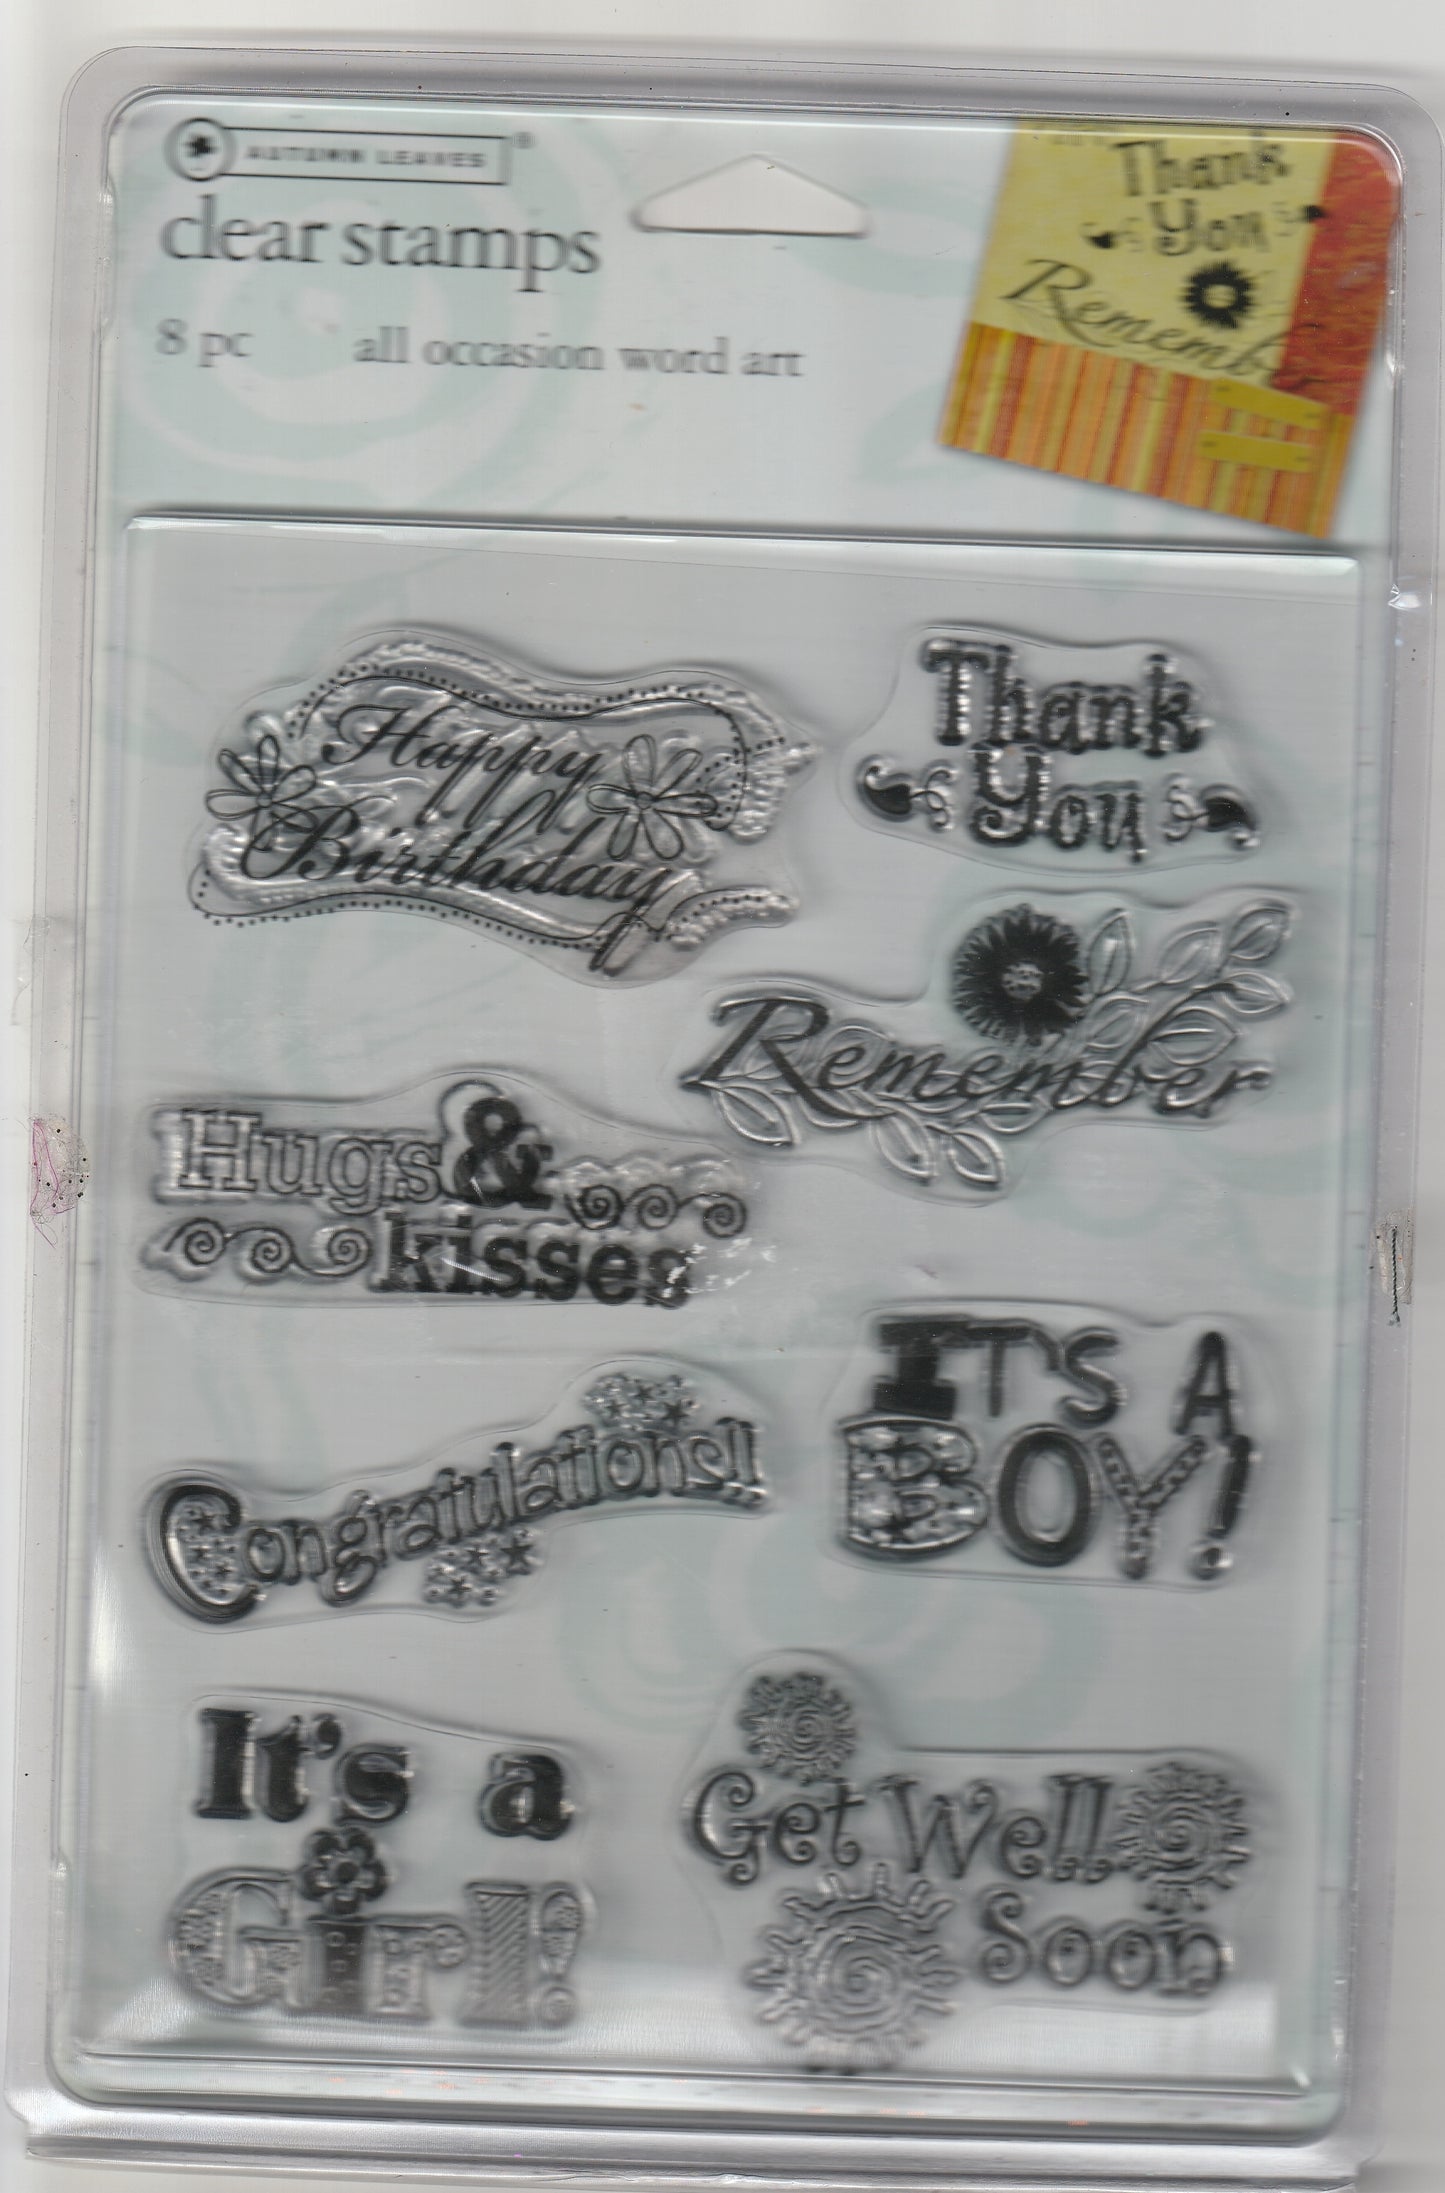 AUTUMN LEAVES®
clear stamps
8 pc all occasion word art
Thank
You
Rememb
Happy
Birthday
Thank
You
Remember
Hugs &
kisses
Congratulations!!
IT'S A
BOY!
It's a
Girl!
Get Well
Soon